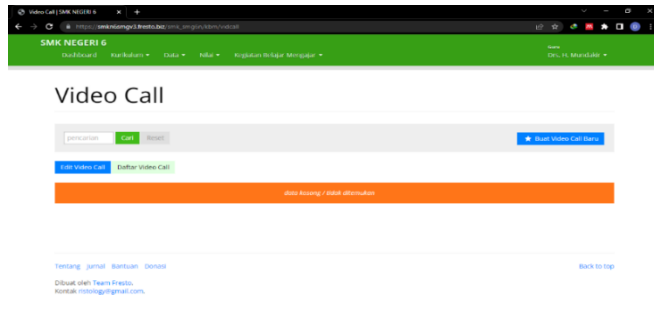 Video Call | SMK NEGERI 6
SMK NEGERI 6
Dashboard Kurikulum Data Nilai Kegiatan Belajar Mengajar Drs. H. Mundakir
Video Call
pencarian Cari Reset Buat Video Call Baru
Edit Video Call Daftar Video Call
data kosong / tidak ditemukan
Tentang Jurnal Bantuan Donasi Back to top
Dibuat oleh Team Fresto.